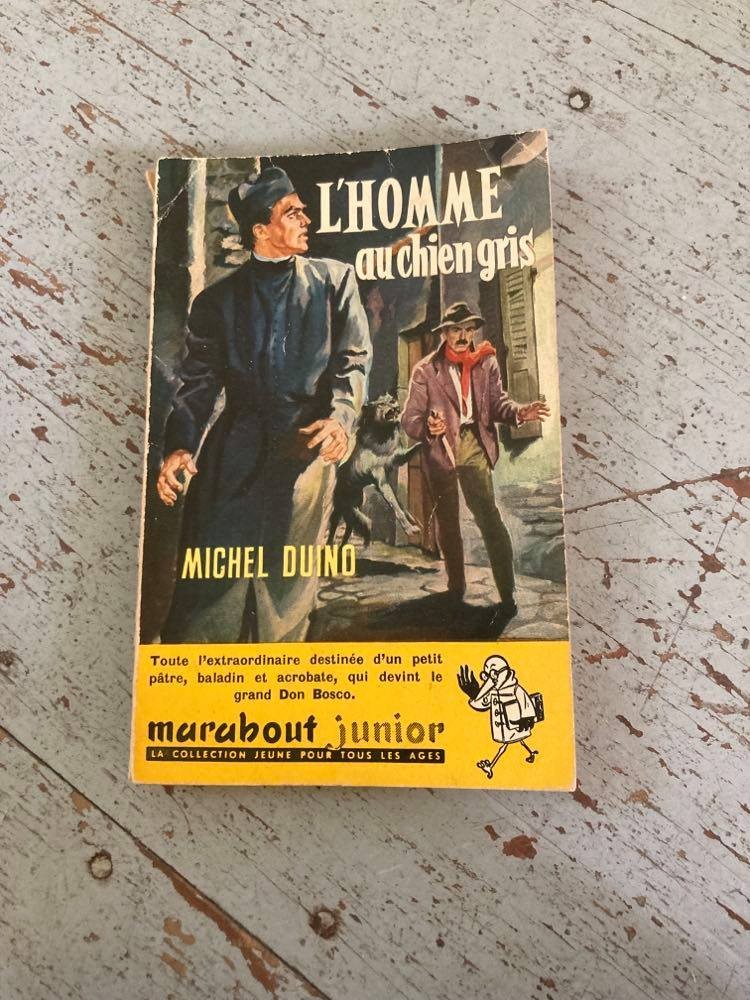 L'HOMME
au chien gris
MICHEL DUINO
Toute l'extraordinaire destinée d'un petit
pâtre, baladin et acrobate, qui devint le
grand Don Bosco.
marabout junior
LA COLLECTION JEUNE POUR TOUS LES AGES